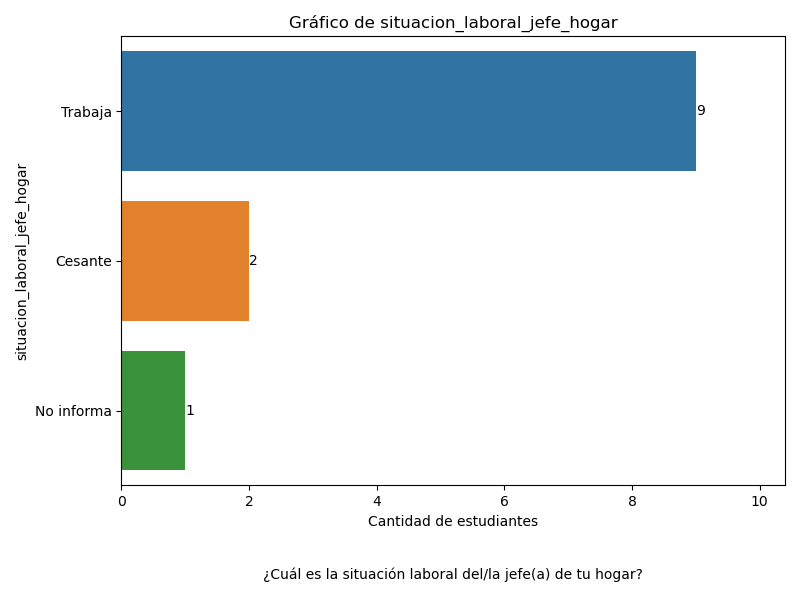 Gráfico de situacion_laboral_jefe_hogar
situacion_laboral_jefe_hogar
Trabaja
9
Cesante
2
No informa
1
0
2
4
6
8
10
Cantidad de estudiantes
¿Cuál es la situación laboral del/la jefe(a) de tu hogar?